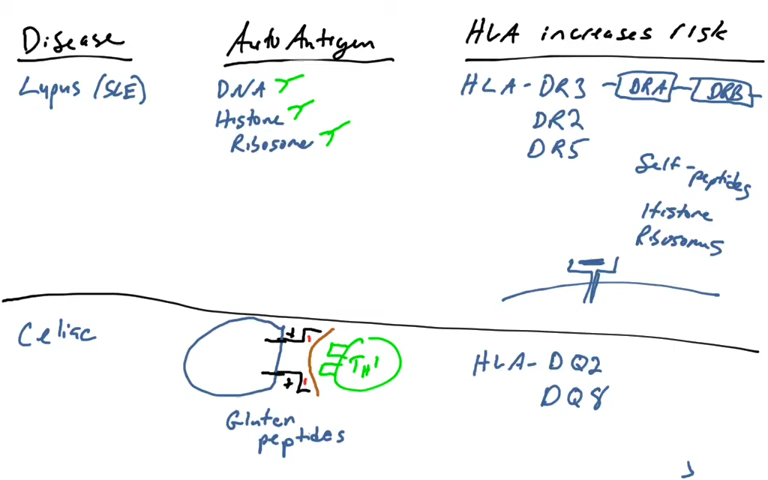 Disease AutoAntigen HLA increases risk
Lupus (SLE) DNA HLA-DR3 DRA DRB
Histone DR2
Ribosome DR5
Self-peptides
Histone
Ribosomes
Celiac + TH1 HLA-DQ2
+ DQ8
Gluten
peptides